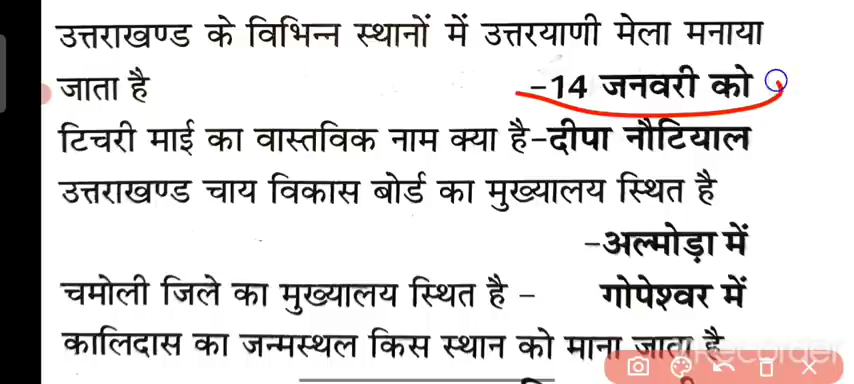 उत्तराखण्ड के विभिन्न स्थानों में उत्तरयाणी मेला मनाया
जाता है -14 जनवरी को
टिचरी माई का वास्तविक नाम क्या है-दीपा नौटियाल
उत्तराखण्ड चाय विकास बोर्ड का मुख्यालय स्थित है
-अल्मोड़ा में
चमोली जिले का मुख्यालय स्थित है - गोपेश्वर में
कालिदास का जन्मस्थल किस स्थान को माना जाता है
Recorder